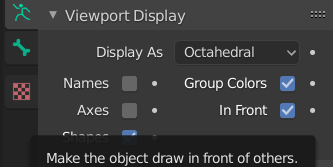 Viewport Display
Display As Octahedral
Names Group Colors
Axes In Front
Shapes
Make the object draw in front of others.